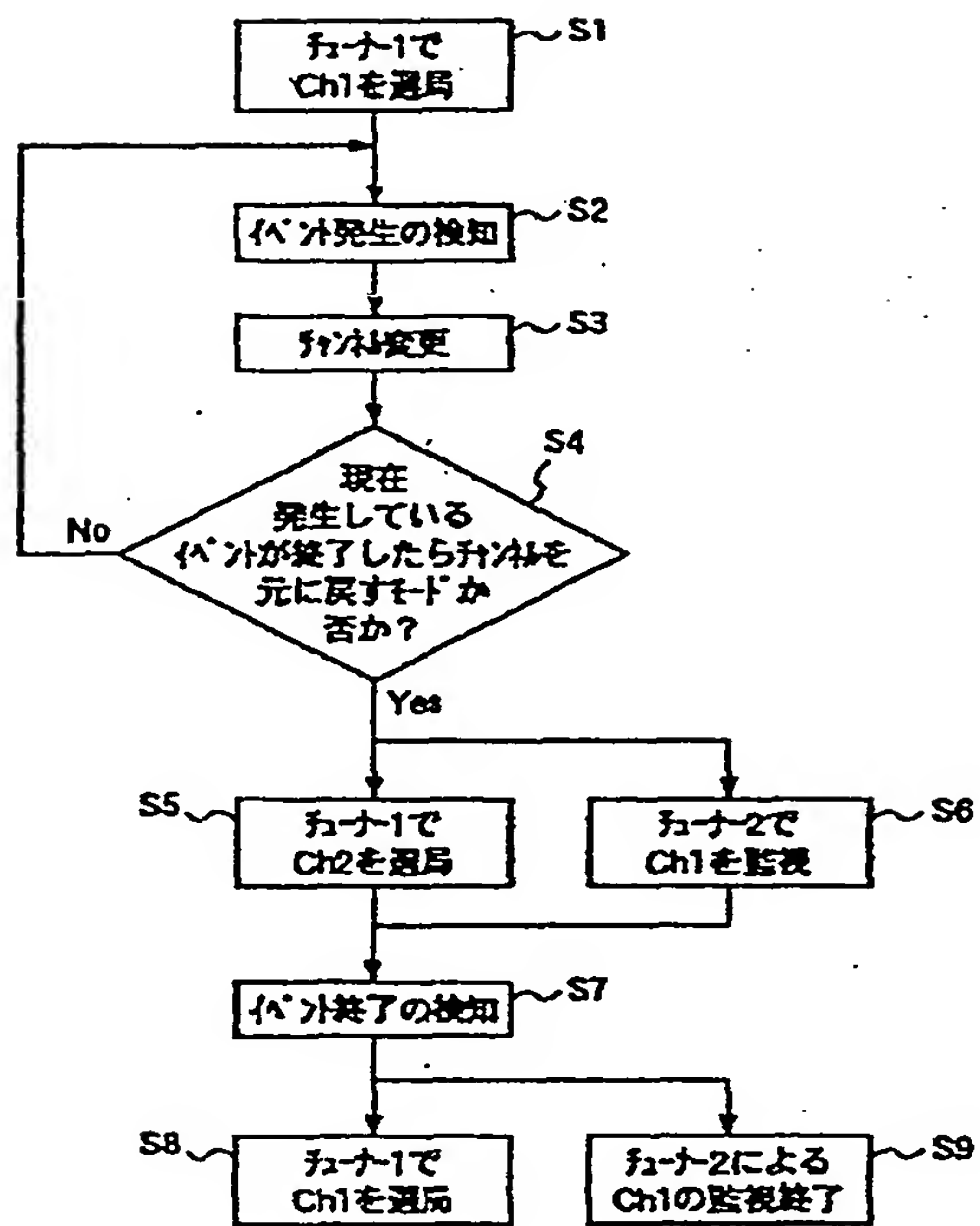 チューナー1で
Ch1を選局
S1
イベント発生の検知
S2
チャンネル変更
S3
S4
現在
発生している
イベントが終了したらチャンネルを
元に戻すモードか
否か？
No
Yes
S5
チューナー1で
Ch2を選局
チューナー2で
Ch1を監視
S6
イベント終了の検知
S7
S8
チューナー1で
Ch1を選局
チューナー2による
Ch1の監視終了
S9